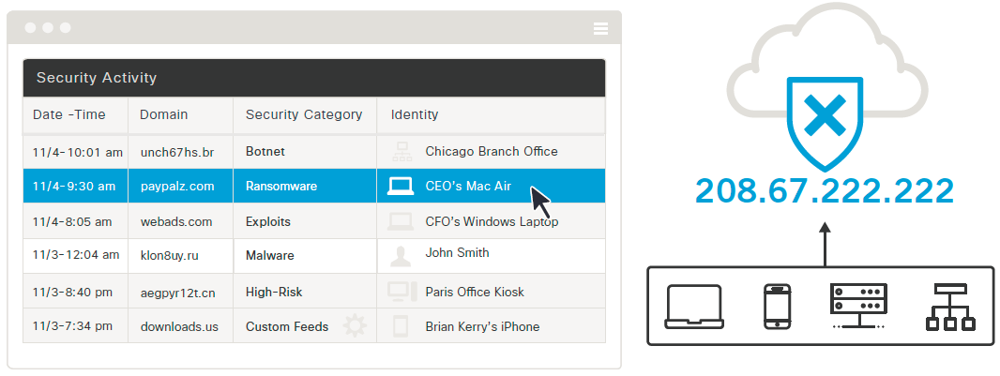 Security Activity
Date -Time Domain Security Category Identity
11/4-10:01 am unch67hs.br Botnet Chicago Branch Office
11/4-9:30 am paypalz.com Ransomware CEO's Mac Air
11/4-8:05 am webads.com Exploits CFO's Windows Laptop
11/3-12:04 am klon8uy.ru Malware John Smith
11/3-8:40 pm aegpyr12t.cn High-Risk Paris Office Kiosk
11/3-7:34 pm downloads.us Custom Feeds Brian Kerry's iPhone
208.67.222.222